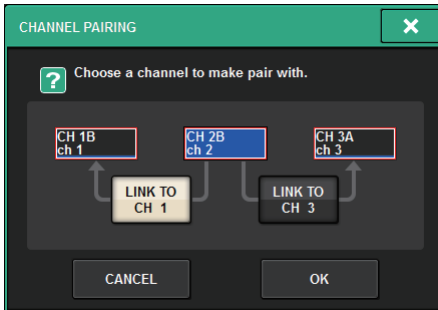 CHANNEL PAIRING
Choose a channel to make pair with.
CH 1B
ch 1
CH 2B
ch 2
CH 3A
ch 3
LINK TO
CH 1
LINK TO
CH 3
CANCEL
OK